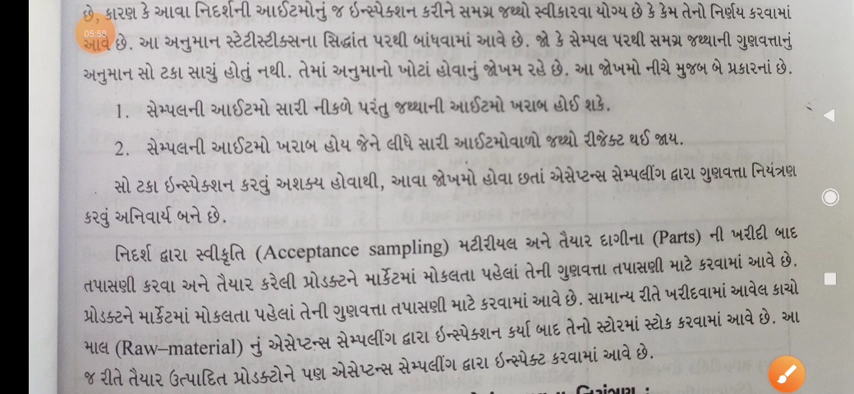 છે, કારણ કે આવા નિદર્શની આઈટમોનું જ ઇન્સ્પેક્શન કરીને સમગ્ર જથ્થો સ્વીકારવા યોગ્ય છે કે કેમ તેનો નિર્ણય કરવામાં
આવે છે. આ અનુમાન સ્ટેટીસ્ટીક્સના સિદ્ધાંત પરથી બાંધવામાં આવે છે. જો કે સેમ્પલ પરથી સમગ્ર જથ્થાની ગુણવત્તાનું
05:58
અનુમાન સો ટકા સાચું હોતું નથી. તેમાં અનુમાનો ખોટાં હોવાનું જોખમ રહે છે. આ જોખમો નીચે મુજબ બે પ્રકારનાં છે.
1. સેમ્પલની આઈટમો સારી નીકળે પરંતુ જથ્થાની આઈટમો ખરાબ હોઈ શકે.
2. સેમ્પલની આઈટમો ખરાબ હોય જેને લીધે સારી આઈટમોવાળો જથ્થો રીજેક્ટ થઈ જાય.
સો ટકા ઇન્સ્પેક્શન કરવું અશક્ય હોવાથી, આવા જોખમો હોવા છતાં એસેપ્ટન્સ સેમ્પલીંગ દ્વારા ગુણવત્તા નિયંત્રણ
કરવું અનિવાર્ય બને છે.
નિદર્શ દ્વારા સ્વીકૃતિ (Acceptance sampling) મટીરીયલ અને તૈયાર દાગીના (Parts) ની ખરીદી બાદ
તપાસણી કરવા અને તૈયાર કરેલી પ્રોડક્ટને માર્કેટમાં મોકલતા પહેલાં તેની ગુણવત્તા તપાસણી માટે કરવામાં આવે છે.
પ્રોડક્ટને માર્કેટમાં મોકલતા પહેલાં તેની ગુણવત્તા તપાસણી માટે કરવામાં આવે છે. સામાન્ય રીતે ખરીદવામાં આવેલ કાચો
માલ (Raw–material) નું એસેપ્ટન્સ સેમ્પલીંગ દ્વારા ઇન્સ્પેક્શન કર્યા બાદ તેનો સ્ટોરમાં સ્ટોક કરવામાં આવે છે. આ
જ રીતે તૈયાર ઉત્પાદિત પ્રોડક્ટોને પણ એસેપ્ટન્સ સેમ્પલીંગ દ્વારા ઇન્સ્પેક્ટ કરવામાં આવે છે.